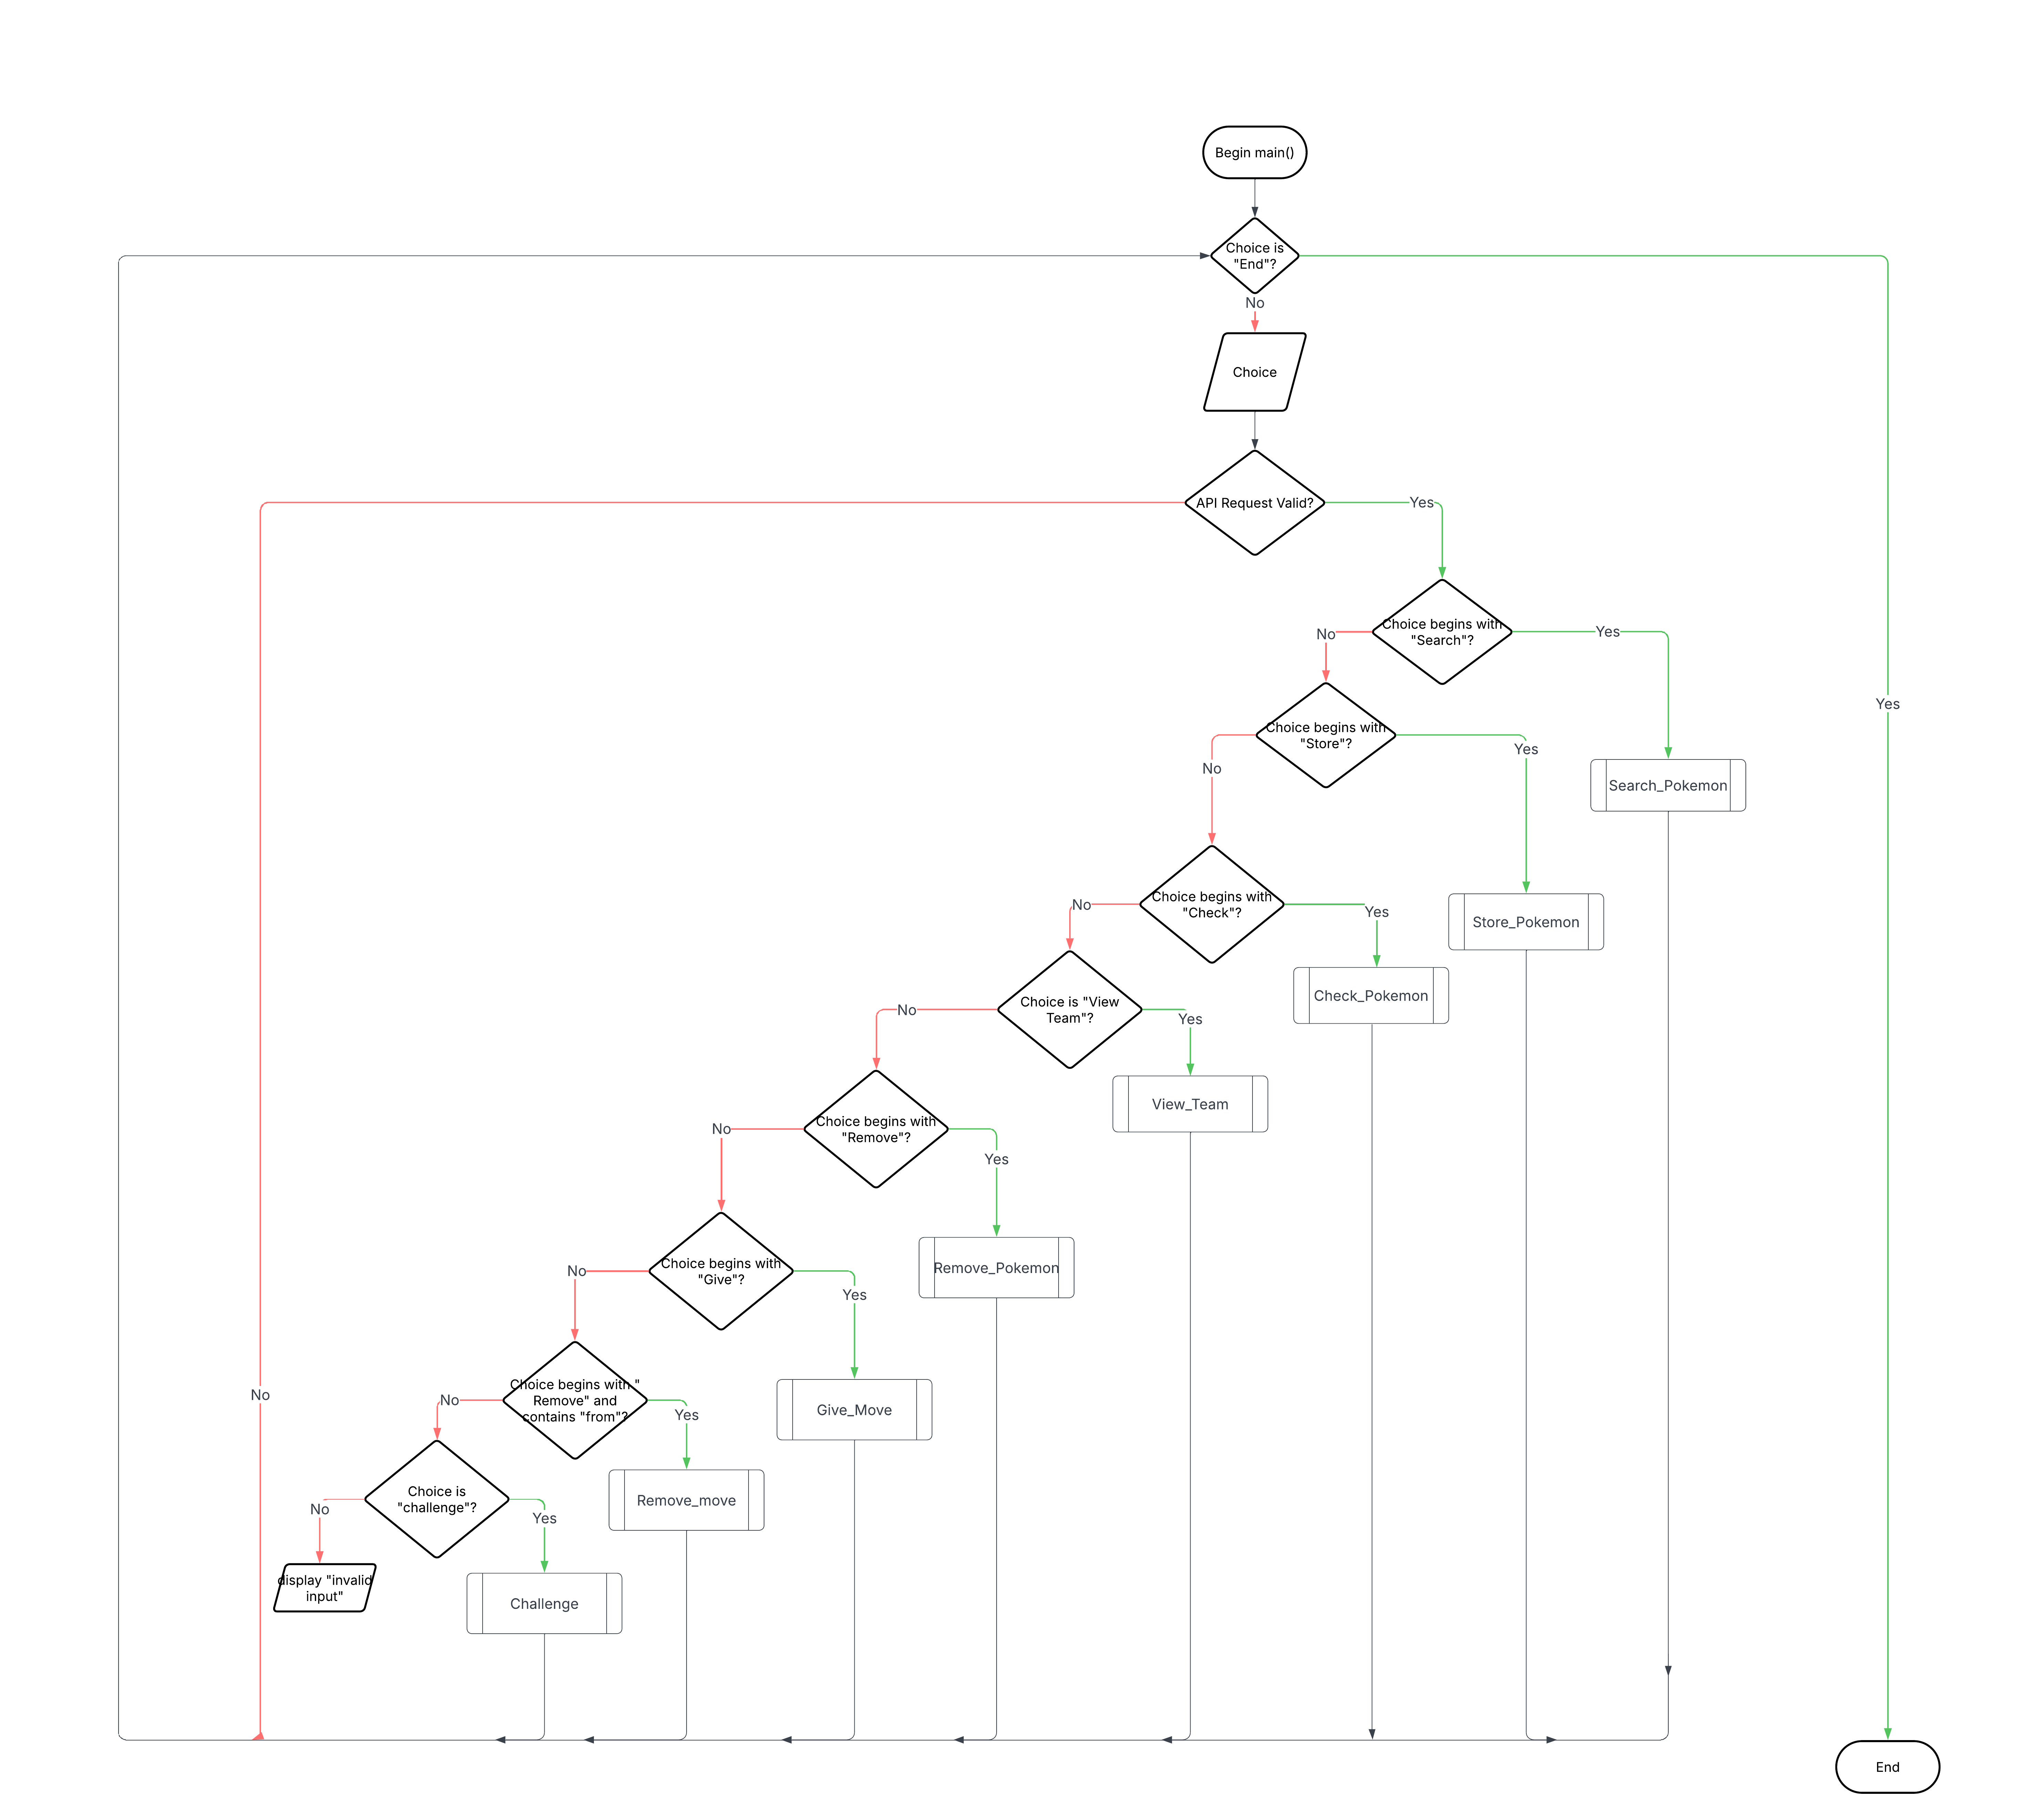 Begin main()
Choice is
"End"?
No
Choice
API Request Valid?
Yes
Choice begins with
"Search"?
No
Yes
Choice begins with
"Store"?
Yes
No
Yes
Search_Pokemon
Choice begins with
"Check"?
No
Yes
Store_Pokemon
Choice is "View
Team"?
No
Yes
Check_Pokemon
View_Team
Choice begins with
"Remove"?
No
Yes
Choice begins with
"Give"?
No
Yes
Remove_Pokemon
Choice begins with "
Remove" and
contains "from"?
No
No
Yes
Give_Move
Choice is
"challenge"?
No
Yes
Remove_move
display "invalid
input"
Challenge
End